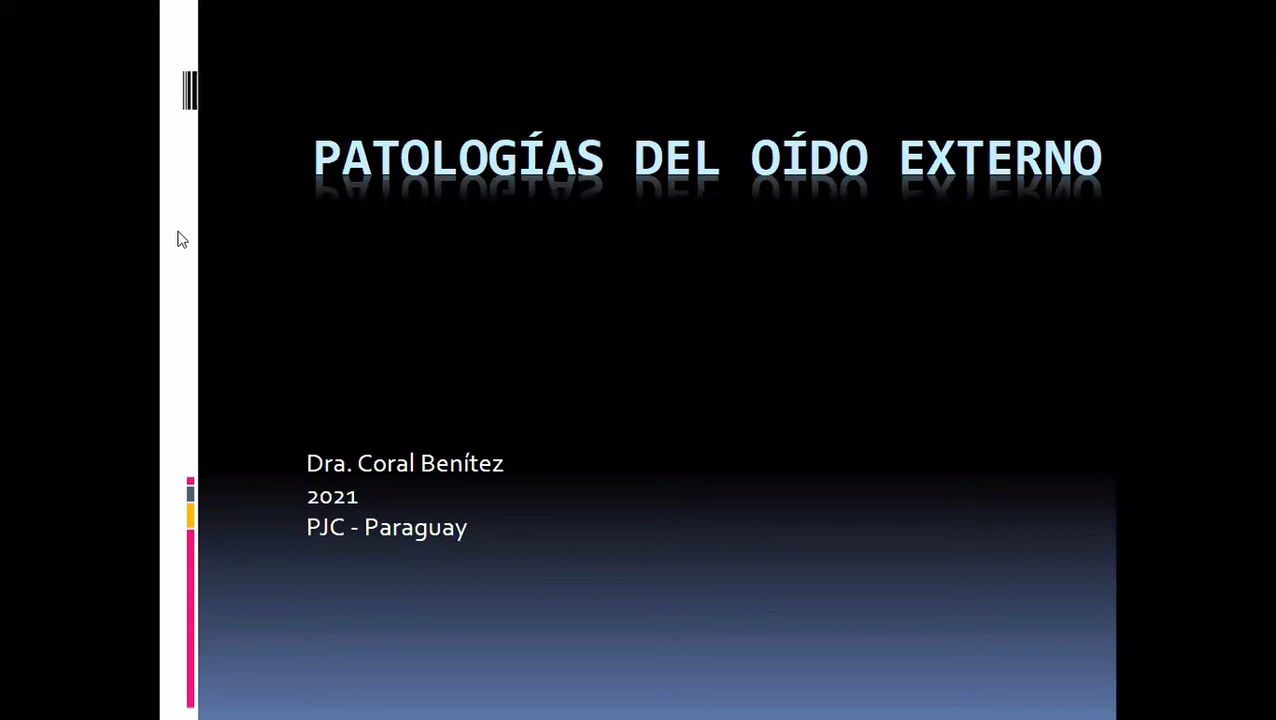 PATOLOGÍAS DEL OÍDO EXTERNO
Dra. Coral Benítez
2021
PJC - Paraguay